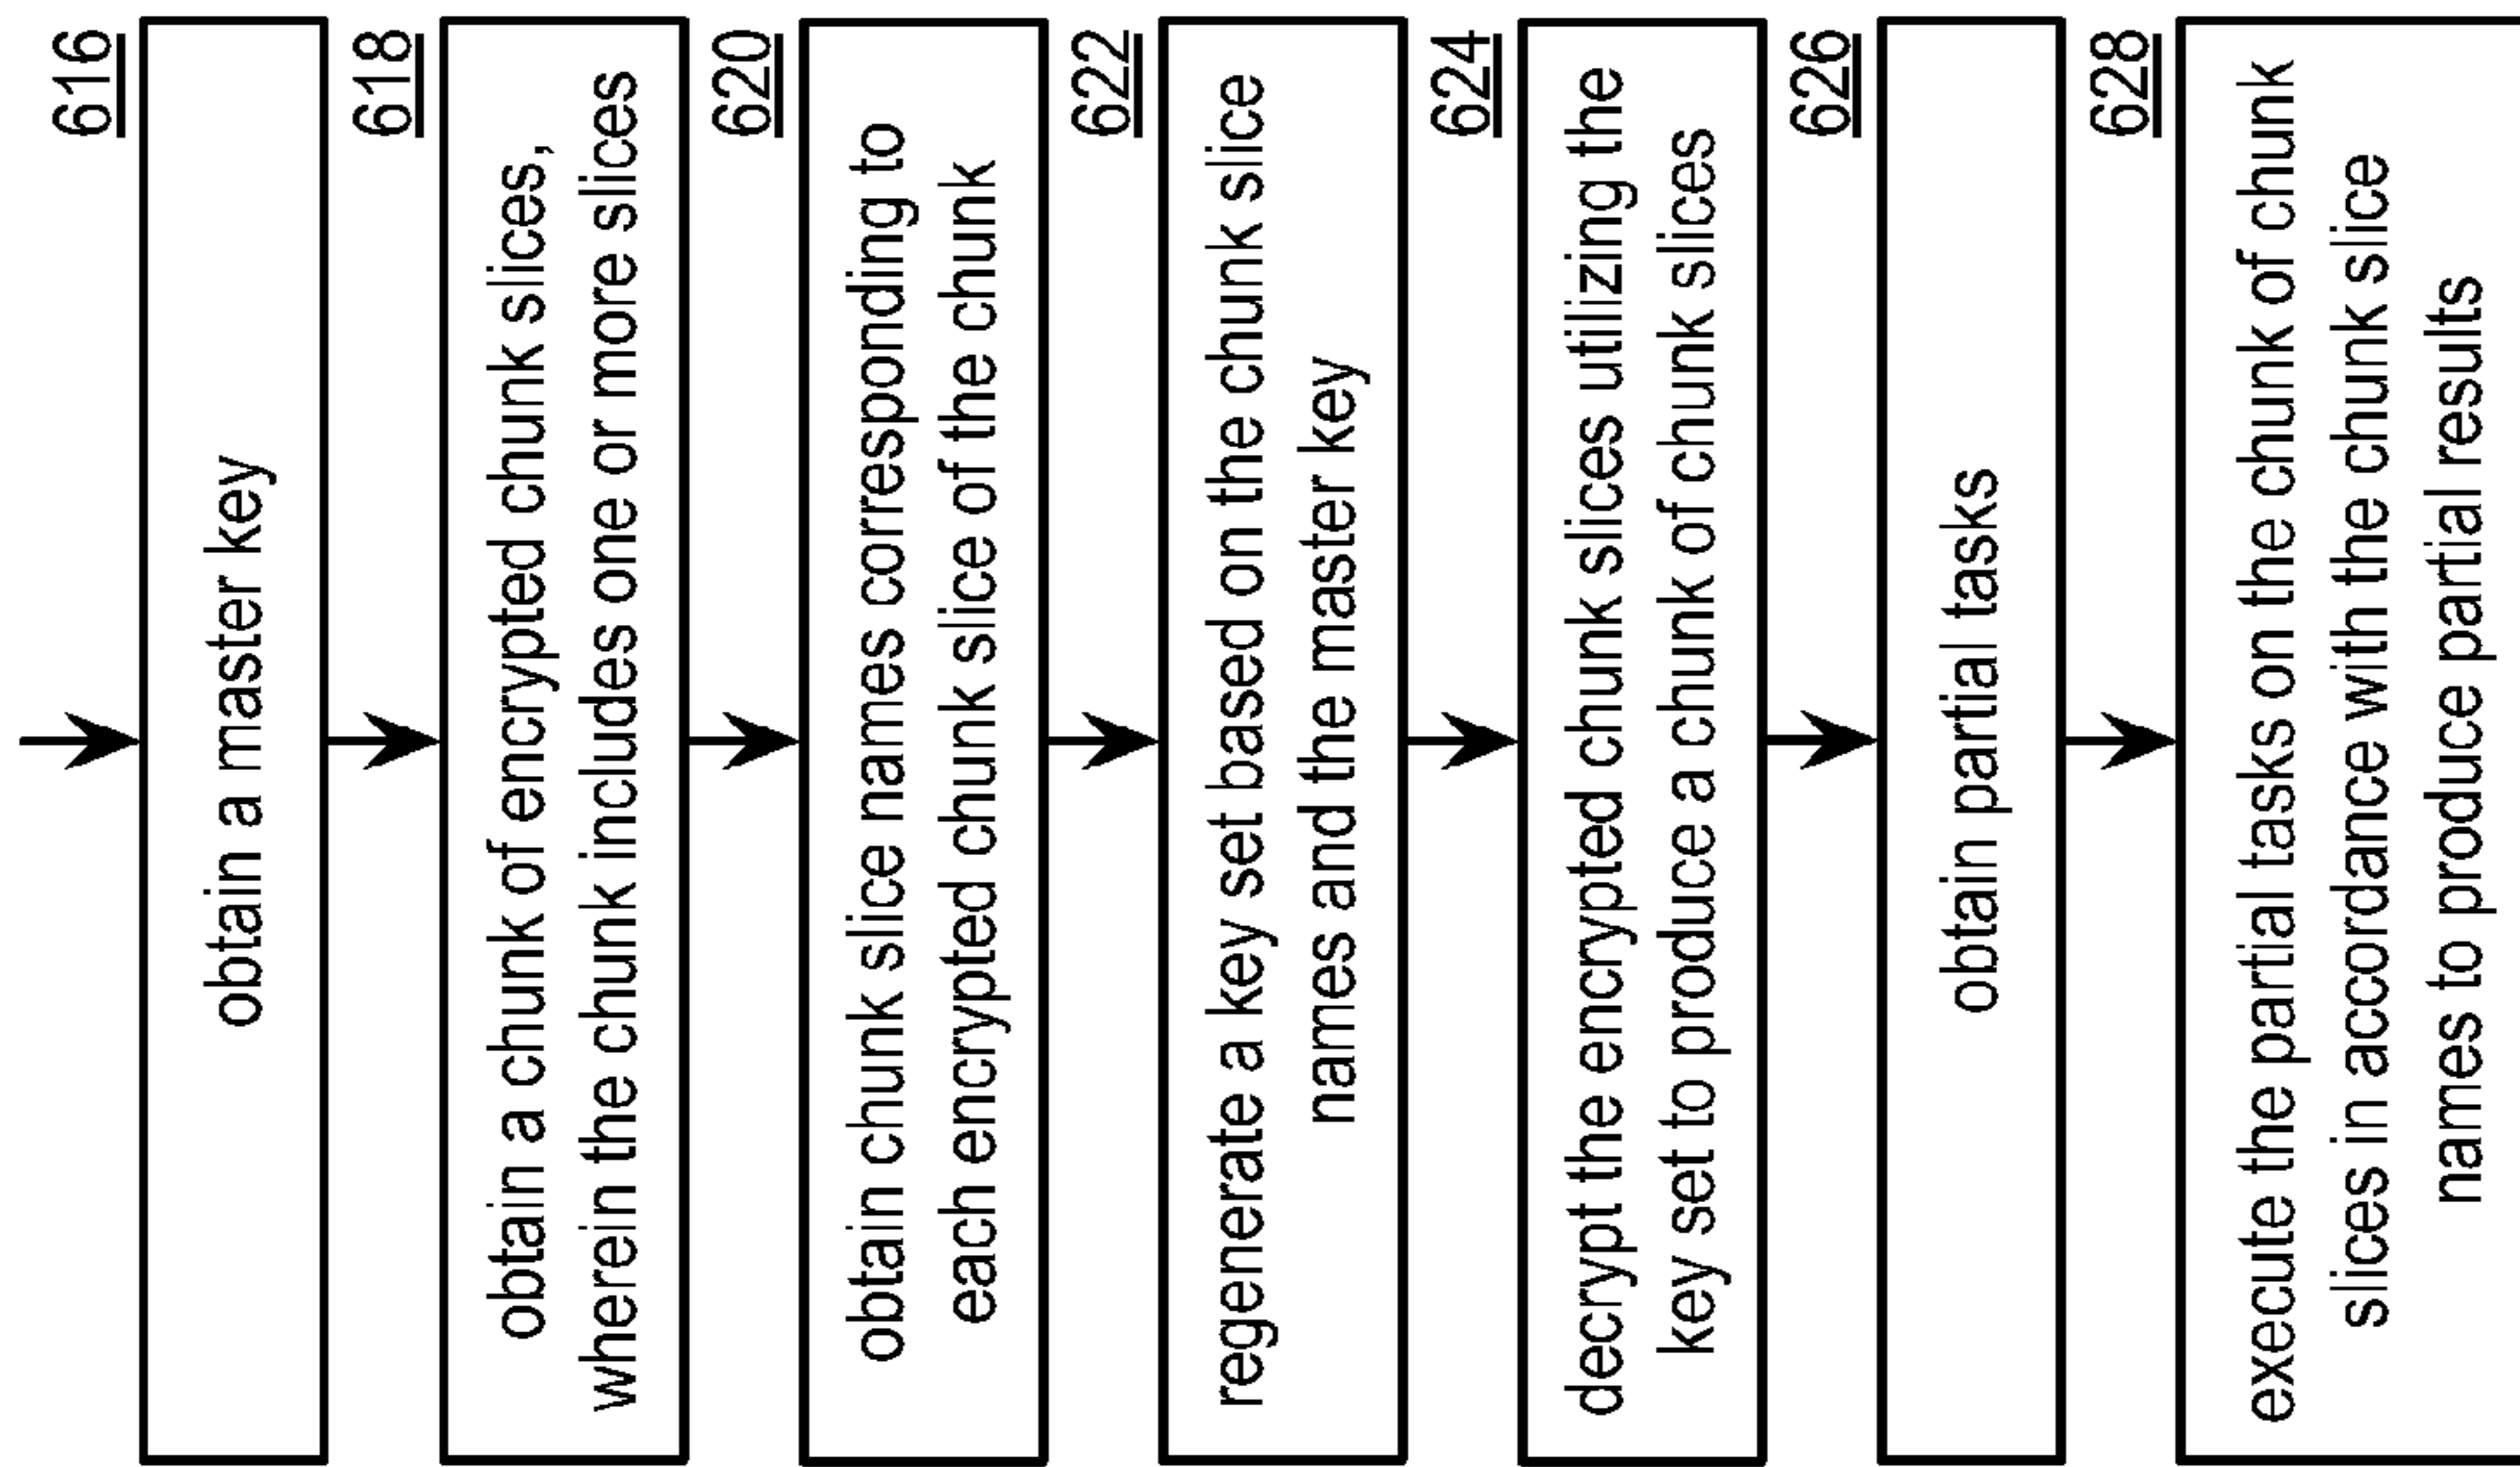 616
obtain a master key
618
obtain a chunk of encrypted chunk slices,
wherein the chunk includes one or more slices
620
obtain chunk slice names corresponding to
each encrypted chunk slice of the chunk
622
regenerate a key set based on the chunk slice
names and the master key
624
decrypt the encrypted chunk slices utilizing the
key set to produce a chunk of chunk slices
626
obtain partial tasks
628
execute the partial tasks on the chunk of chunk
slices in accordance with the chunk slice
names to produce partial results